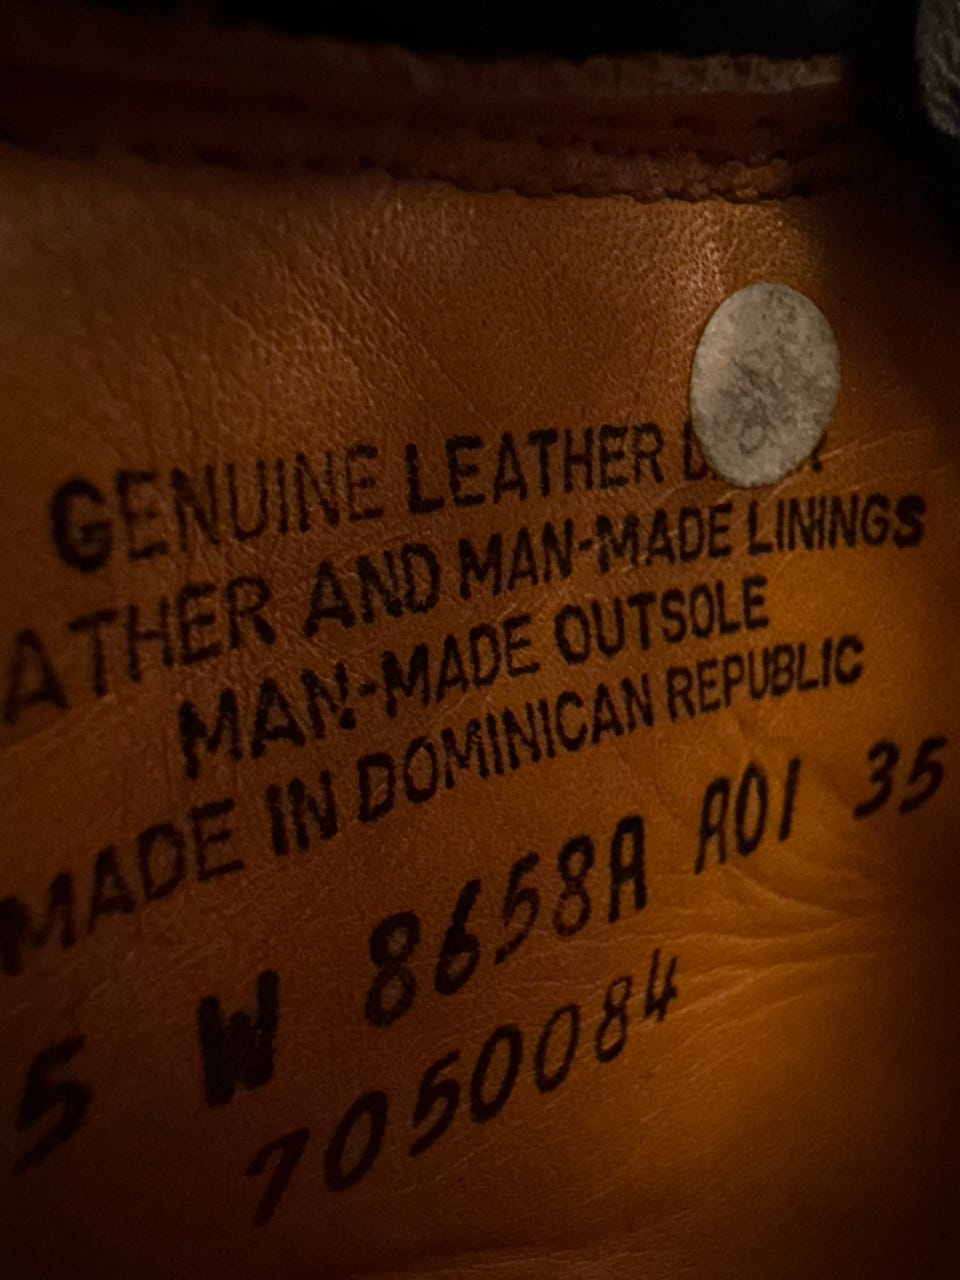 GENUINE LEATHER
ATHER AND MAN-MADE LININGS
MAN-MADE OUTSOLE
MADE IN DOMINICAN REPUBLIC
5 W 8658A A01 35
7050084